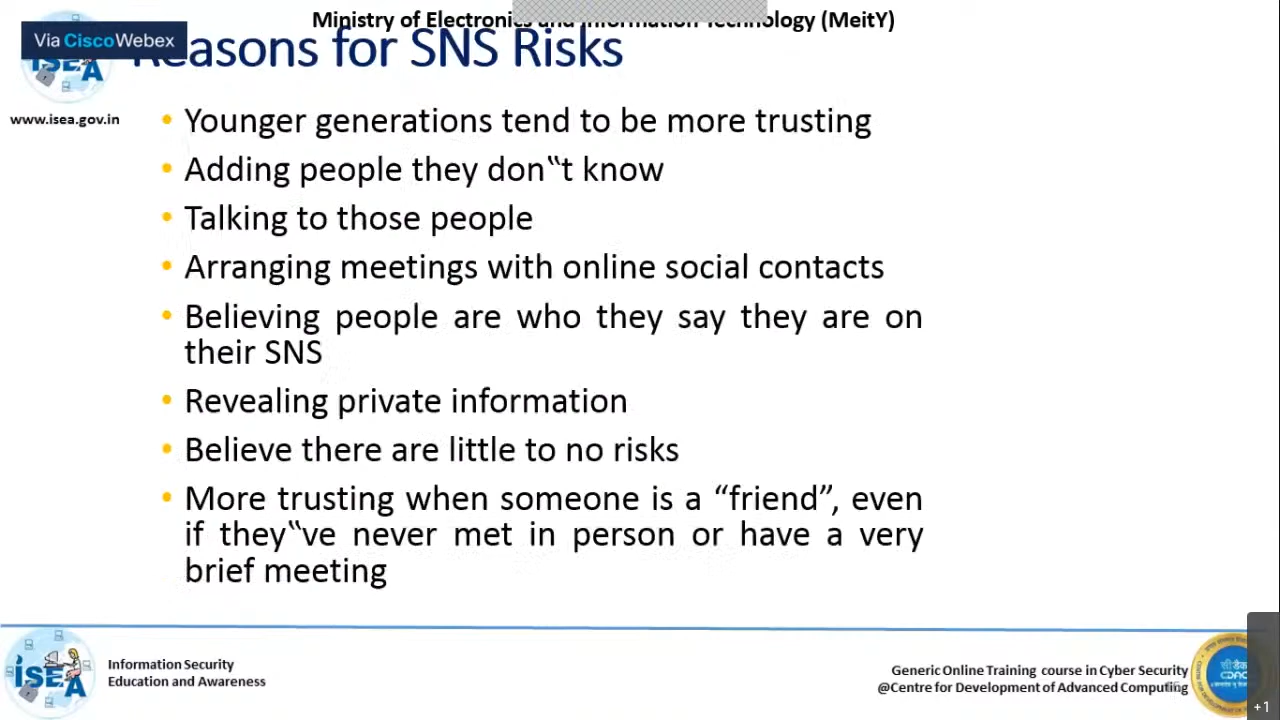 Ministry of Electronics and Information Technology (MeitY)
Via Cisco Webex
Reasons for SNS Risks
ISEA
www.isea.gov.in
• Younger generations tend to be more trusting
• Adding people they don‟t know
• Talking to those people
• Arranging meetings with online social contacts
• Believing people are who they say they are on
their SNS
• Revealing private information
• Believe there are little to no risks
• More trusting when someone is a “friend”, even
if they‟ve never met in person or have a very
brief meeting
ISEA
Information Security
Education and Awareness
Generic Online Training course in Cyber Security
@Centre for Development of Advanced Computing
सी डैक
CDAC
+1